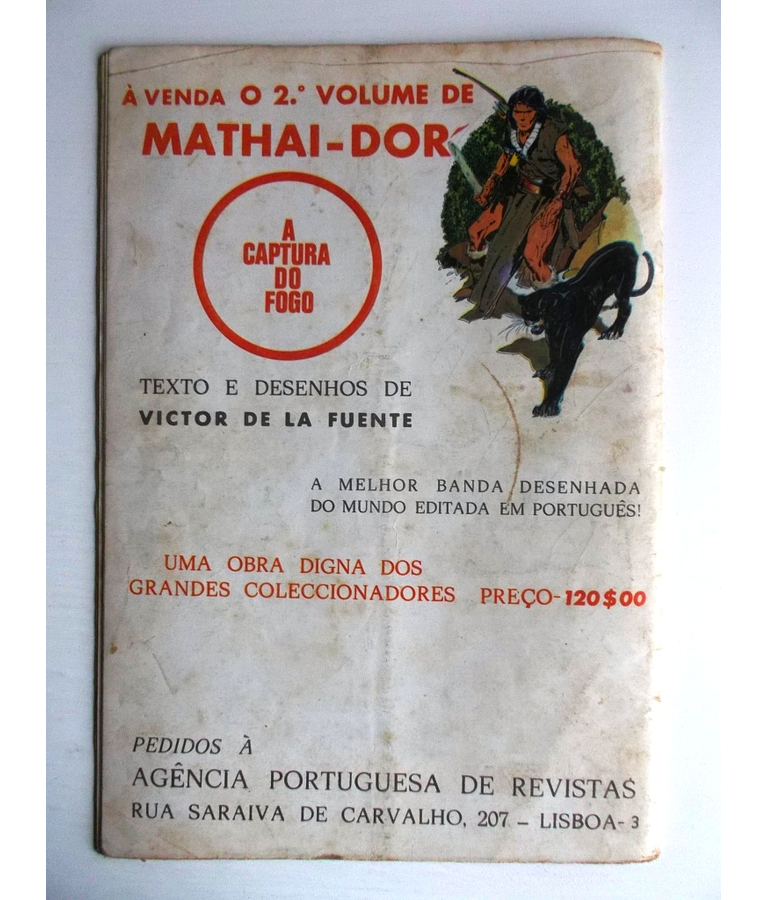 À VENDA O 2.º VOLUME DE
MATHAI-DOR
A
CAPTURA
DO
FOGO
TEXTO E DESENHOS DE
VICTOR DE LA FUENTE
A MELHOR BANDA DESENHADA
DO MUNDO EDITADA EM PORTUGUÊS!
UMA OBRA DIGNA DOS
GRANDES COLECCIONADORES PREÇO-120$00
PEDIDOS À
AGÊNCIA PORTUGUESA DE REVISTAS
RUA SARAIVA DE CARVALHO, 207 – LISBOA-3